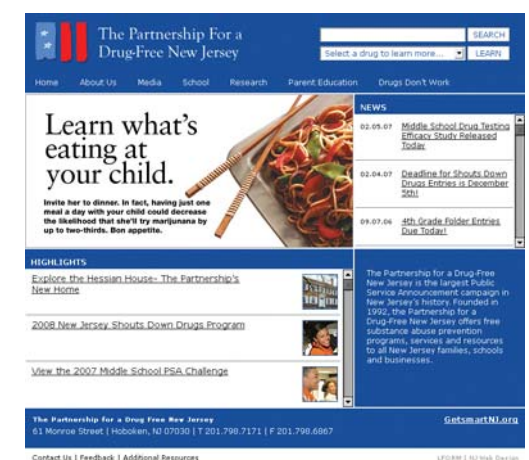 The Partnership For a
Drug-Free New Jersey
SEARCH
Select a drug to learn more...
LEARN
Home About Us Media School Research Parent Education Drugs Don't Work
Learn what's
eating at
your child.
Invite her to dinner. In fact, having just one
meal a day with your child could decrease
the likelihood that she'll try marijunana by
up to two-thirds. Bon appetite.
NEWS
02.05.07 Middle School Drug Testing
Efficacy Study Released
Today
02.04.07 Deadline for Shouts Down
Drugs Entries is December
5th!
09.07.06 4th Grade Folder Entries
Due Today!
HIGHLIGHTS
Explore the Hessian House- The Partnership's
New Home
2008 New Jersey Shouts Down Drugs Program
View the 2007 Middle School PSA Challenge
The Partnership for a Drug-Free
New Jersey is the largest Public
Service Announcement campaign in
New Jersey's history. Founded in
1992, the Partnership for a
Drug-Free New Jersey offers free
substance abuse prevention
programs, services and resources
to all New Jersey families, schools
and businesses.
The Partnership for a Drug Free New Jersey
61 Monroe Street | Hoboken, NJ 07030 | T 201.798.7171 | F 201.798.6867
GetsmartNJ.org
Contact Us | Feedback | Additional Resources
LFORM | NJ Web Design